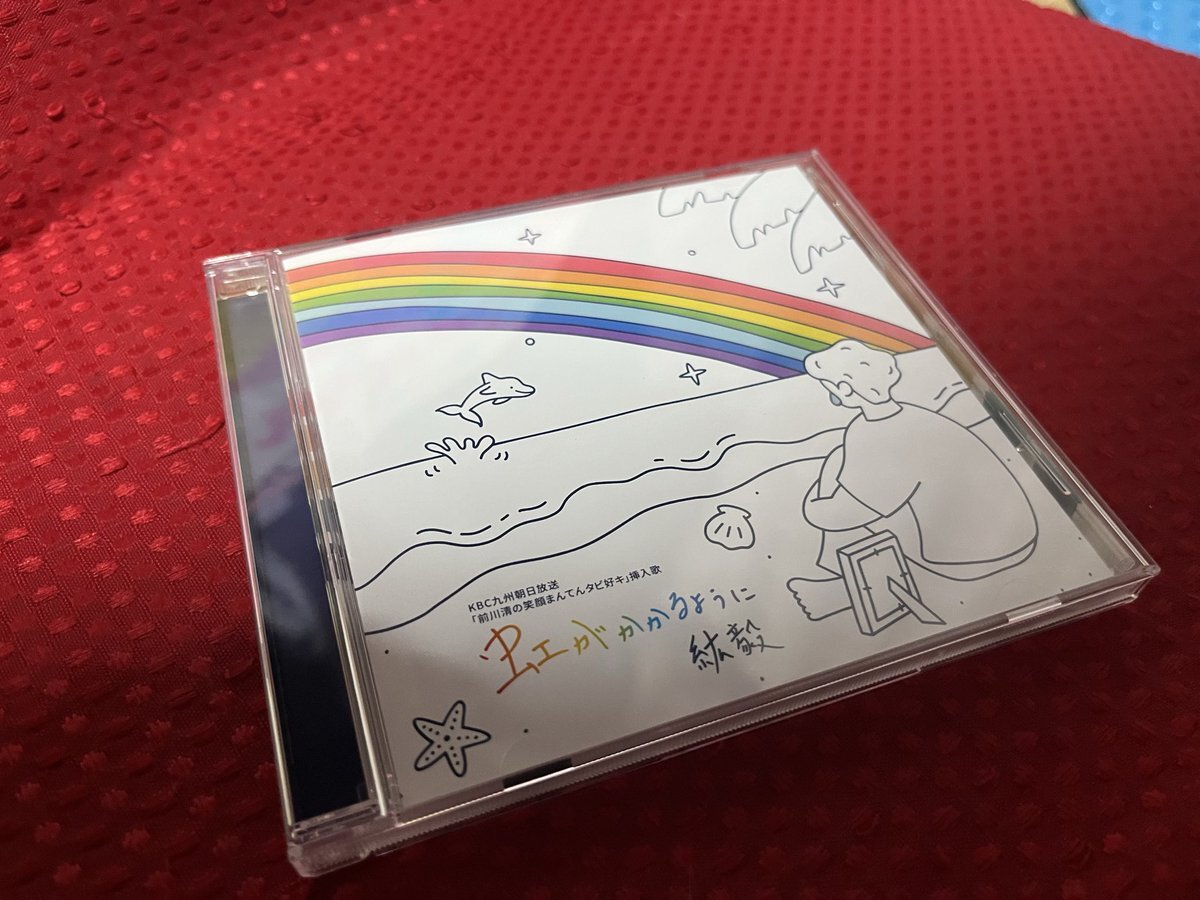 KBC九州朝日放送
「前川清の笑顔まんてんタビ好キ」挿入歌
虹がかかるように
紘毅